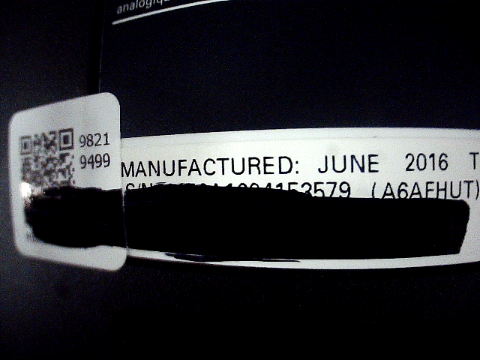 analogiq
9821
9499
MANUFACTURED: JUNE 2016 T
(A6AFHUT)